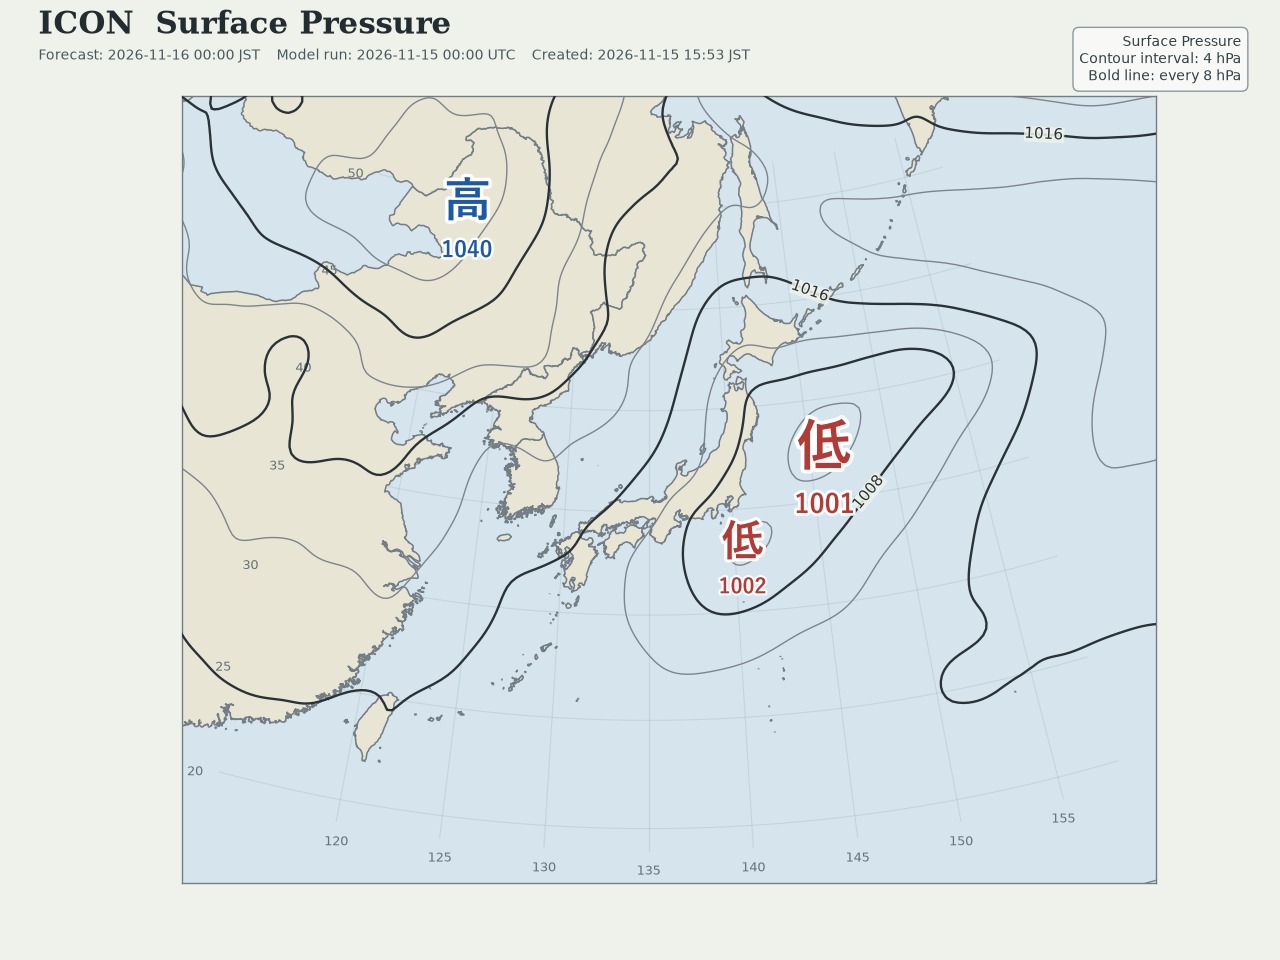 ICON Surface Pressure
Forecast: 2026-11-16 00:00 JST Model run: 2026-11-15 00:00 UTC Created: 2026-11-15 15:53 JST
Surface Pressure
Contour interval: 4 hPa
Bold line: every 8 hPa
1016
50
高
1040
45
1016
40
低
35
1008
1001
低
30
1002
25
20
120
125
130
135
140
145
150
155